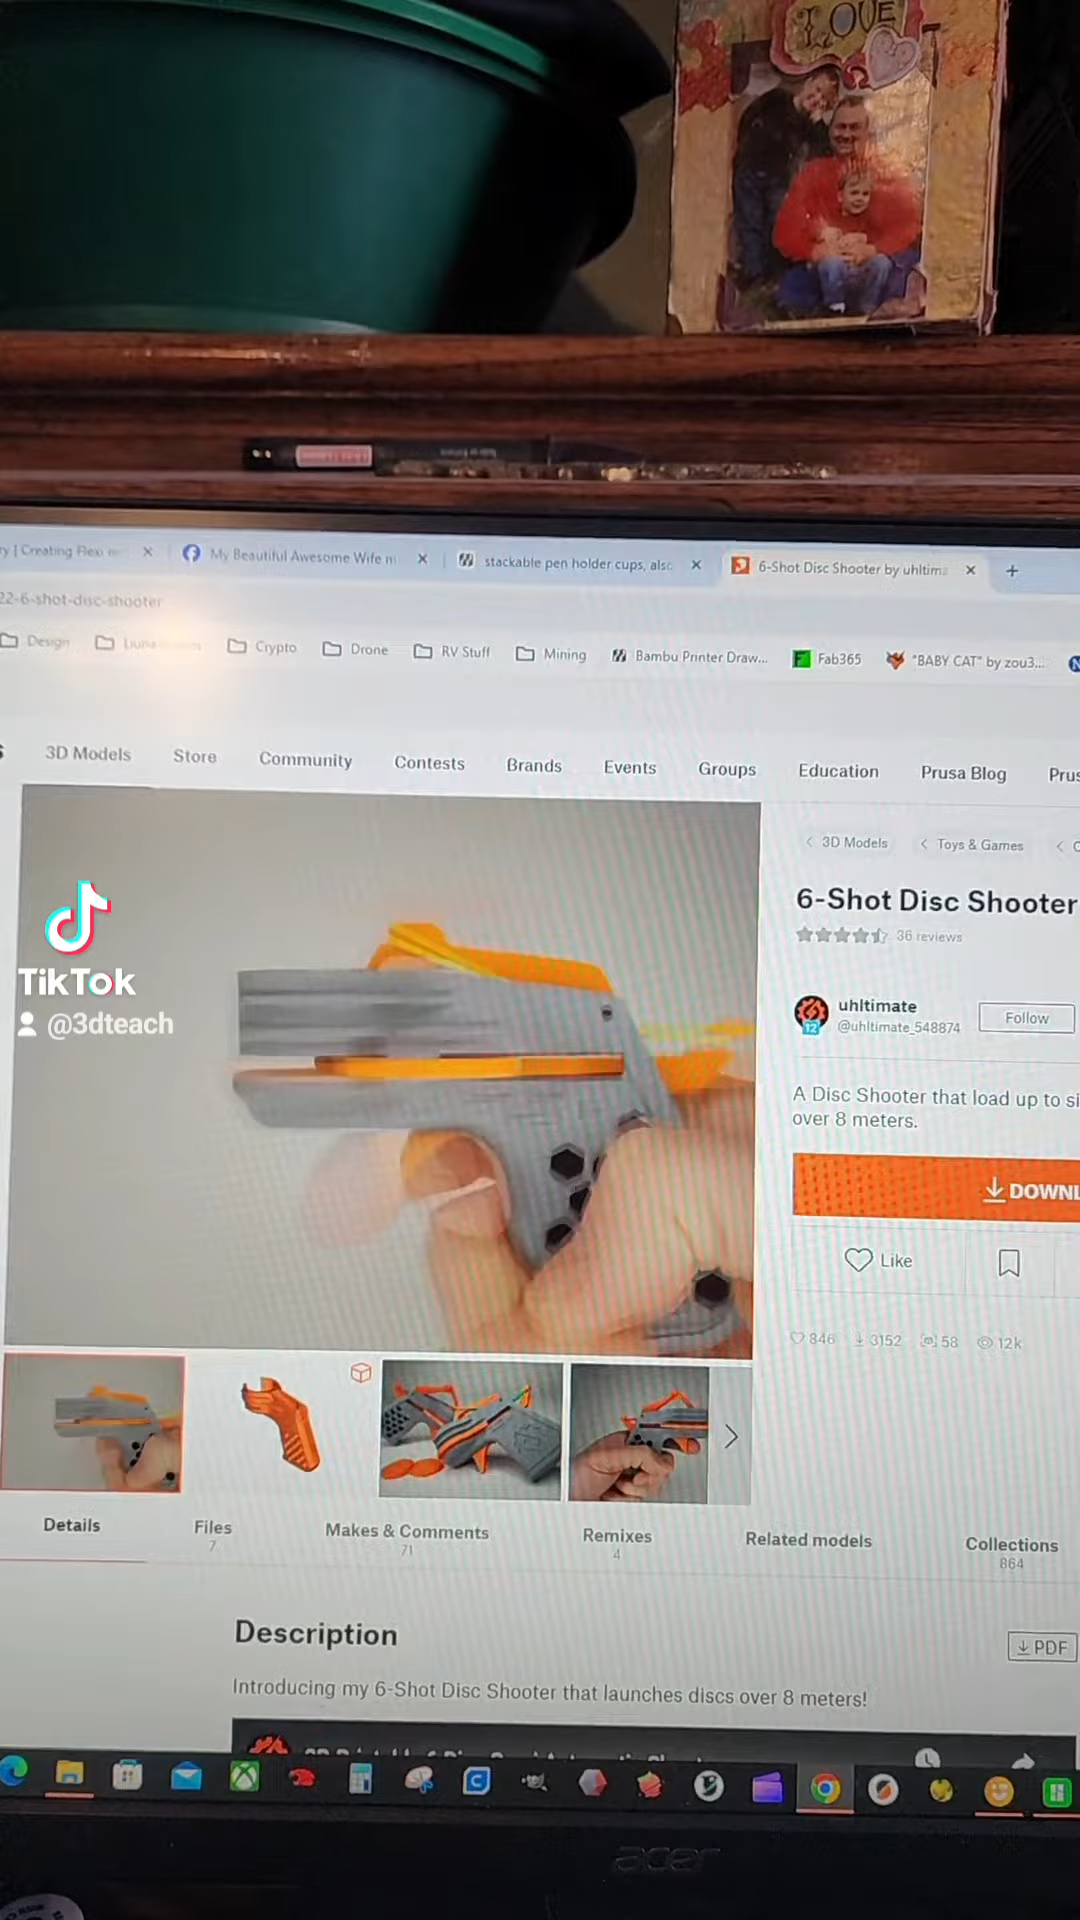 LOVE
ry | Creating Flexi
My Beautiful Awesome Wife m
stackable pen holder cups, also
6-Shot Disc Shooter by uhltima
22-6-shot-disc-shooter
Design
Crypto
Drone
RV Stuff
Mining
Bambu Printer Draw...
Fab365
"BABY CAT" by zou3...
N
s
3D Models
Store
Community
Contests
Brands
Events
Groups
Education
Prusa Blog
Prus
< 3D Models
< Toys & Games
<
6-Shot Disc Shooter
36 reviews
uhltimate
@uhltimate_548874
12
Follow
A Disc Shooter that load up to si
over 8 meters.
DOWNL
Like
846
3152
58
12k
TikTok
@3dteach
Details
Files
7
Makes & Comments
71
Remixes
4
Related models
Collections
864
Description
PDF
Introducing my 6-Shot Disc Shooter that launches discs over 8 meters!
acer